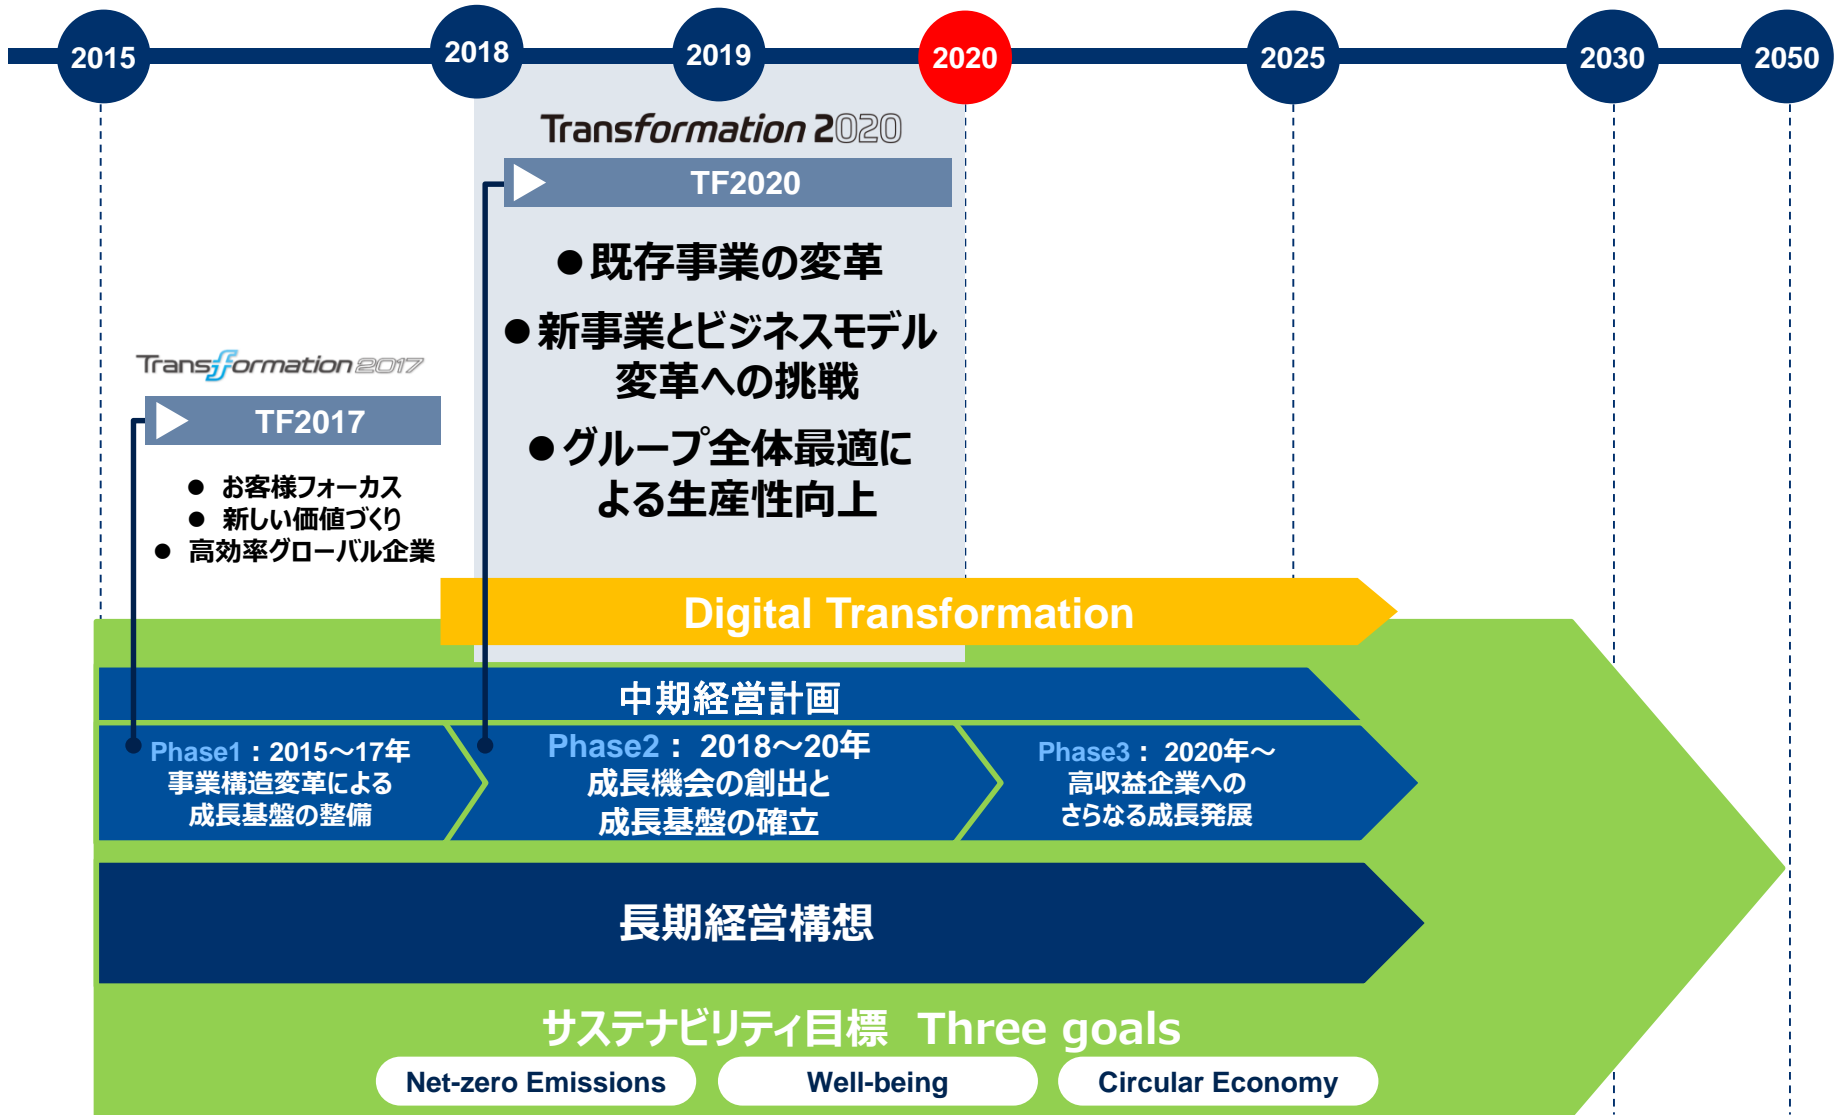 2015
2018
2019
2020
2025
2030
2050
Transformation 2020
TF2020
●既存事業の変革
●新事業とビジネスモデル
変革への挑戦
●グループ全体最適に
よる生産性向上
Transformation 2017
TF2017
● お客様フォーカス
● 新しい価値づくり
● 高効率グローバル企業
Digital Transformation
中期経営計画
Phase1：2015～17年
事業構造変革による
成長基盤の整備
Phase2： 2018～20年
成長機会の創出と
成長基盤の確立
Phase3： 2020年～
高収益企業への
さらなる成長発展
長期経営構想
サステナビリティ目標 Three goals
Net-zero Emissions
Well-being
Circular Economy